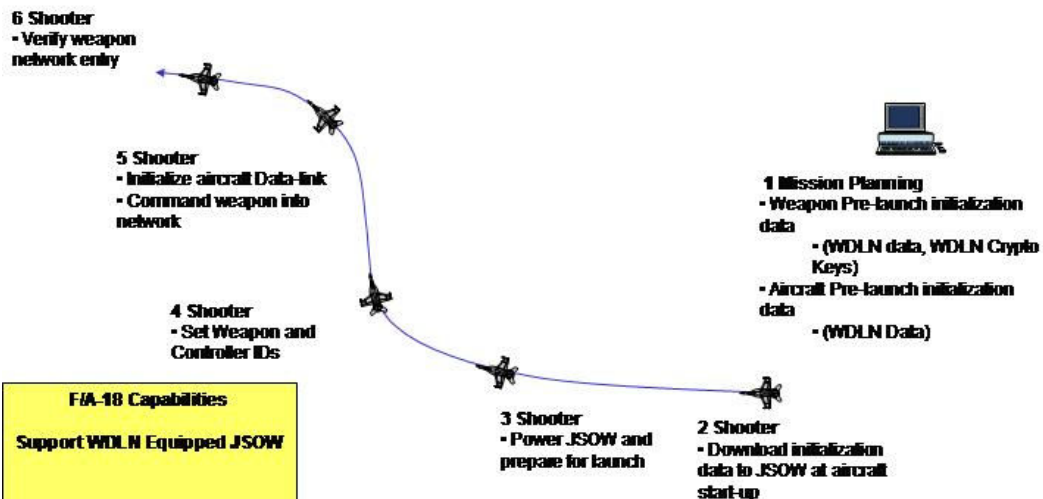 6 Shooter
- Verify weapon
network entry
5 Shooter
- Initialize aircraft Data-link
- Command weapon into
network
4 Shooter
- Set Weapon and
Controller IDs
F/A-18 Capabilities
Support WDLN Equipped JSOW
3 Shooter
- Power JSOW and
prepare for launch
2 Shooter
- Download initialization
data to JSOW at aircraft
start-up
1 Mission Planning
- Weapon Pre-launch initialization
data
- (WDLN data, WDLN Crypto
Keys)
- Aircraft Pre-launch initialization
data
- (WDLN Data)